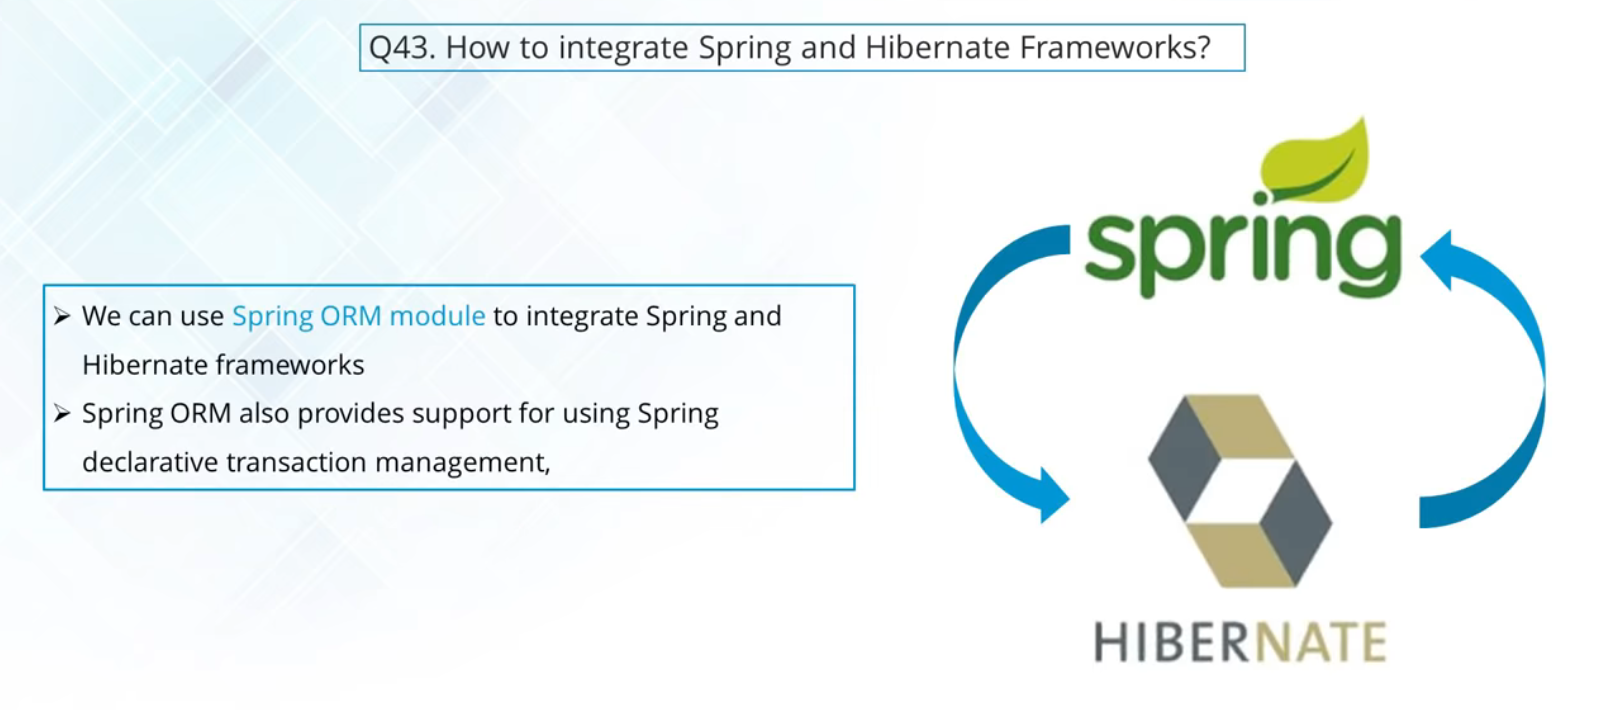 Q43. How to integrate Spring and Hibernate Frameworks?
➢ We can use Spring ORM module to integrate Spring and
Hibernate frameworks
➢ Spring ORM also provides support for using Spring
declarative transaction management,
spring
HIBERNATE